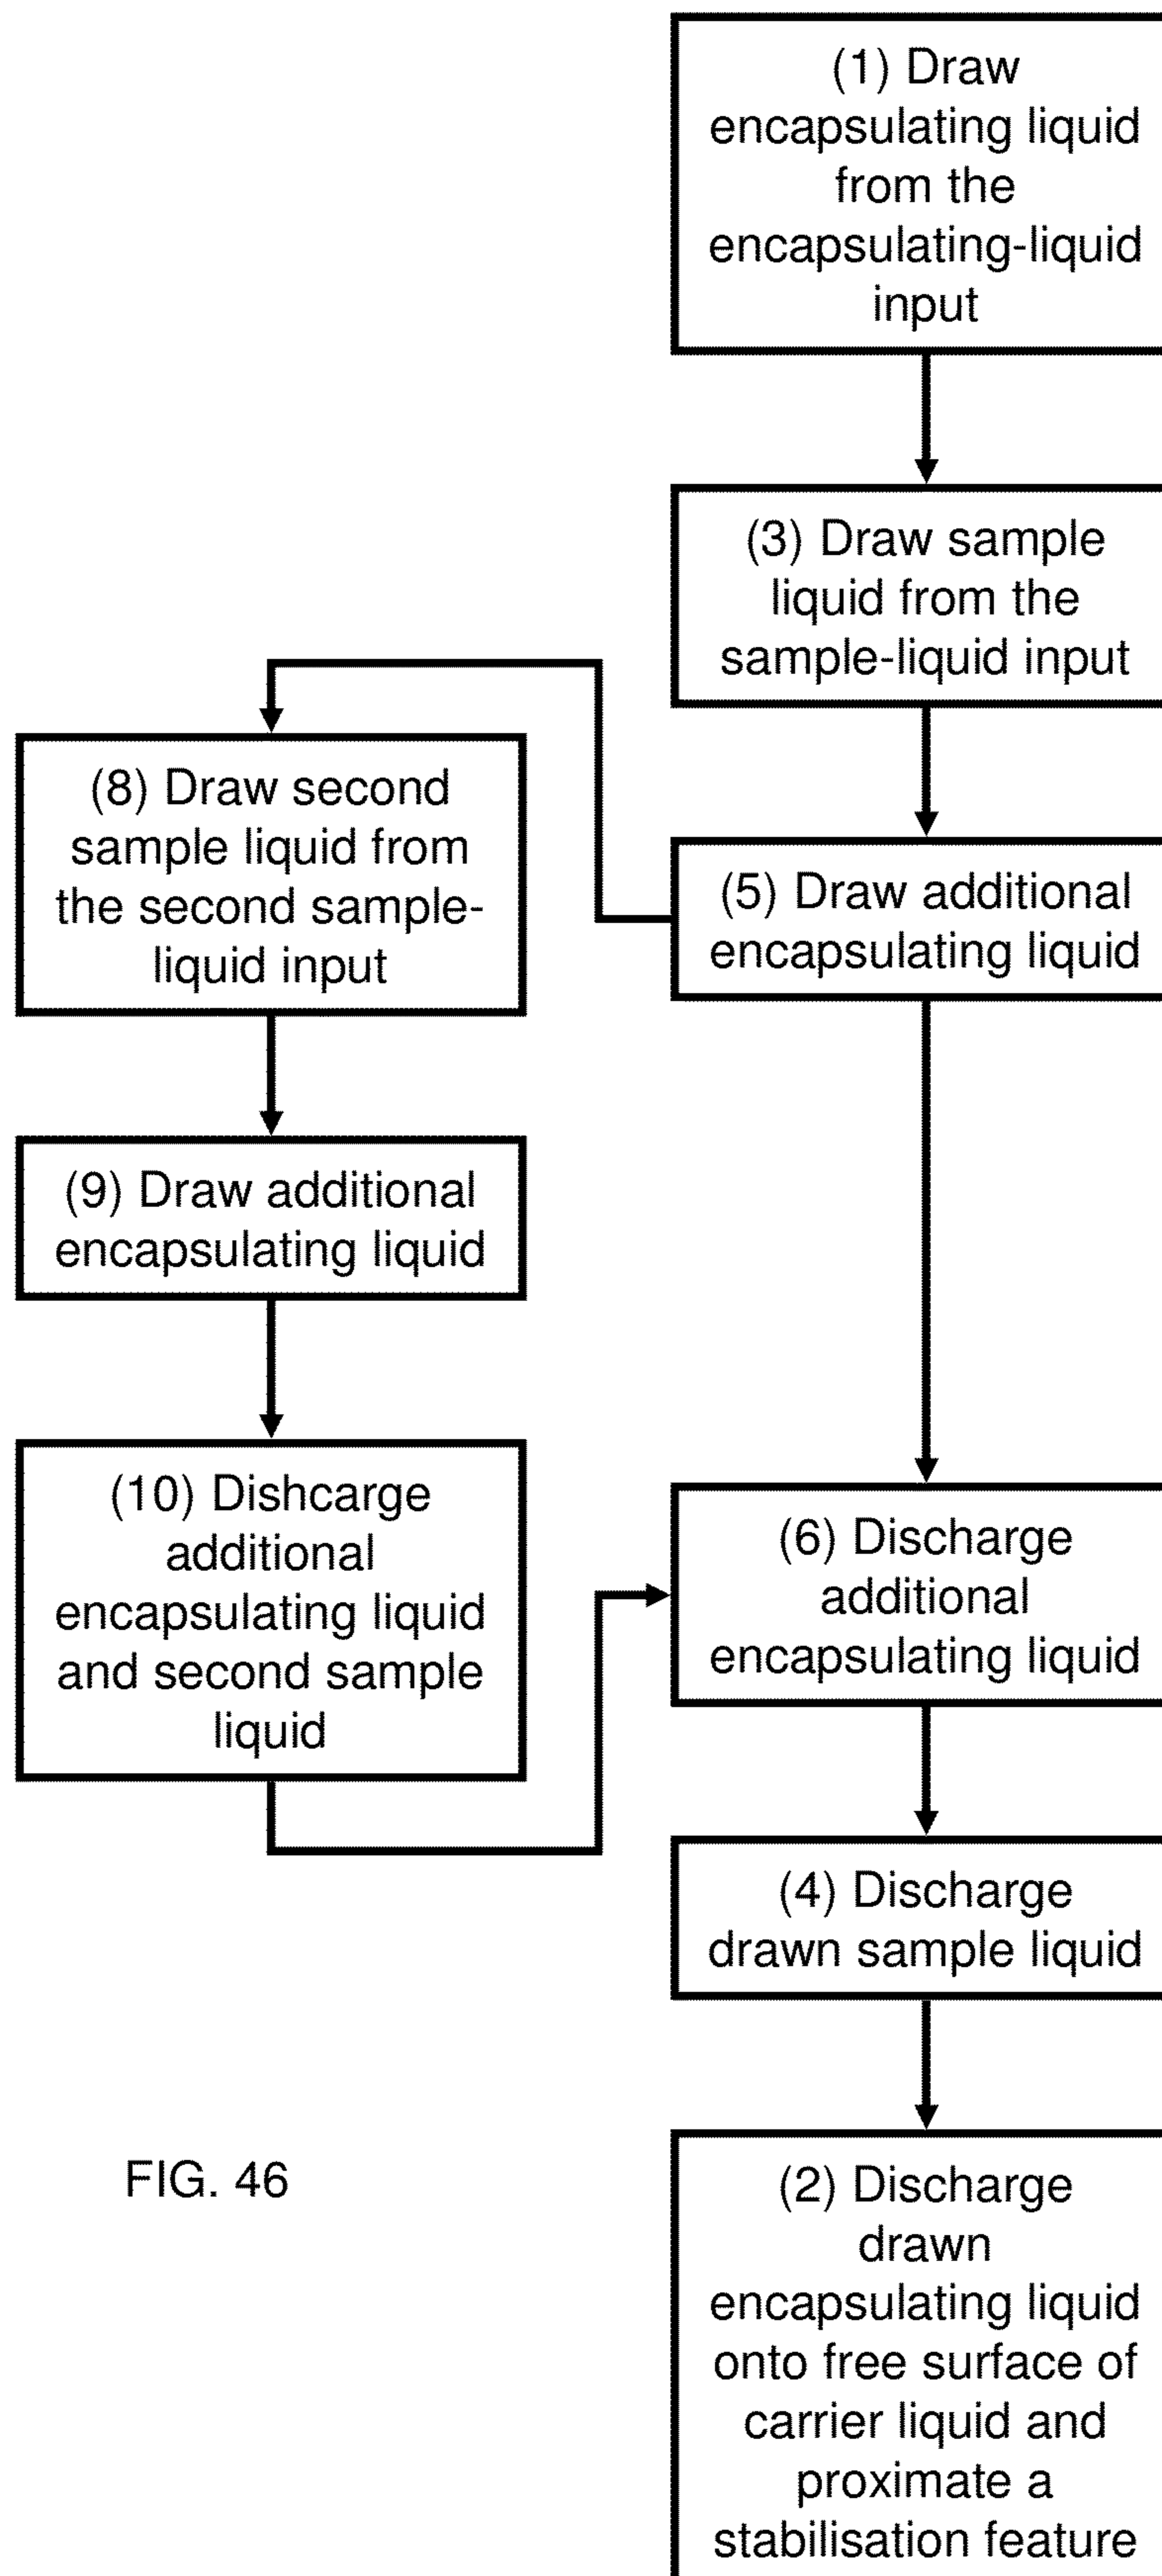 (1) Draw
encapsulating liquid
from the
encapsulating-liquid
input
(3) Draw sample
liquid from the
sample-liquid input
(5) Draw additional
encapsulating liquid
(8) Draw second
sample liquid from
the second sample-
liquid input
(9) Draw additional
encapsulating liquid
(10) Dishcarge
additional
encapsulating liquid
and second sample
liquid
(6) Discharge
additional
encapsulating liquid
(4) Discharge
drawn sample liquid
(2) Discharge
drawn
encapsulating liquid
onto free surface of
carrier liquid and
proximate a
stabilisation feature
FIG. 46